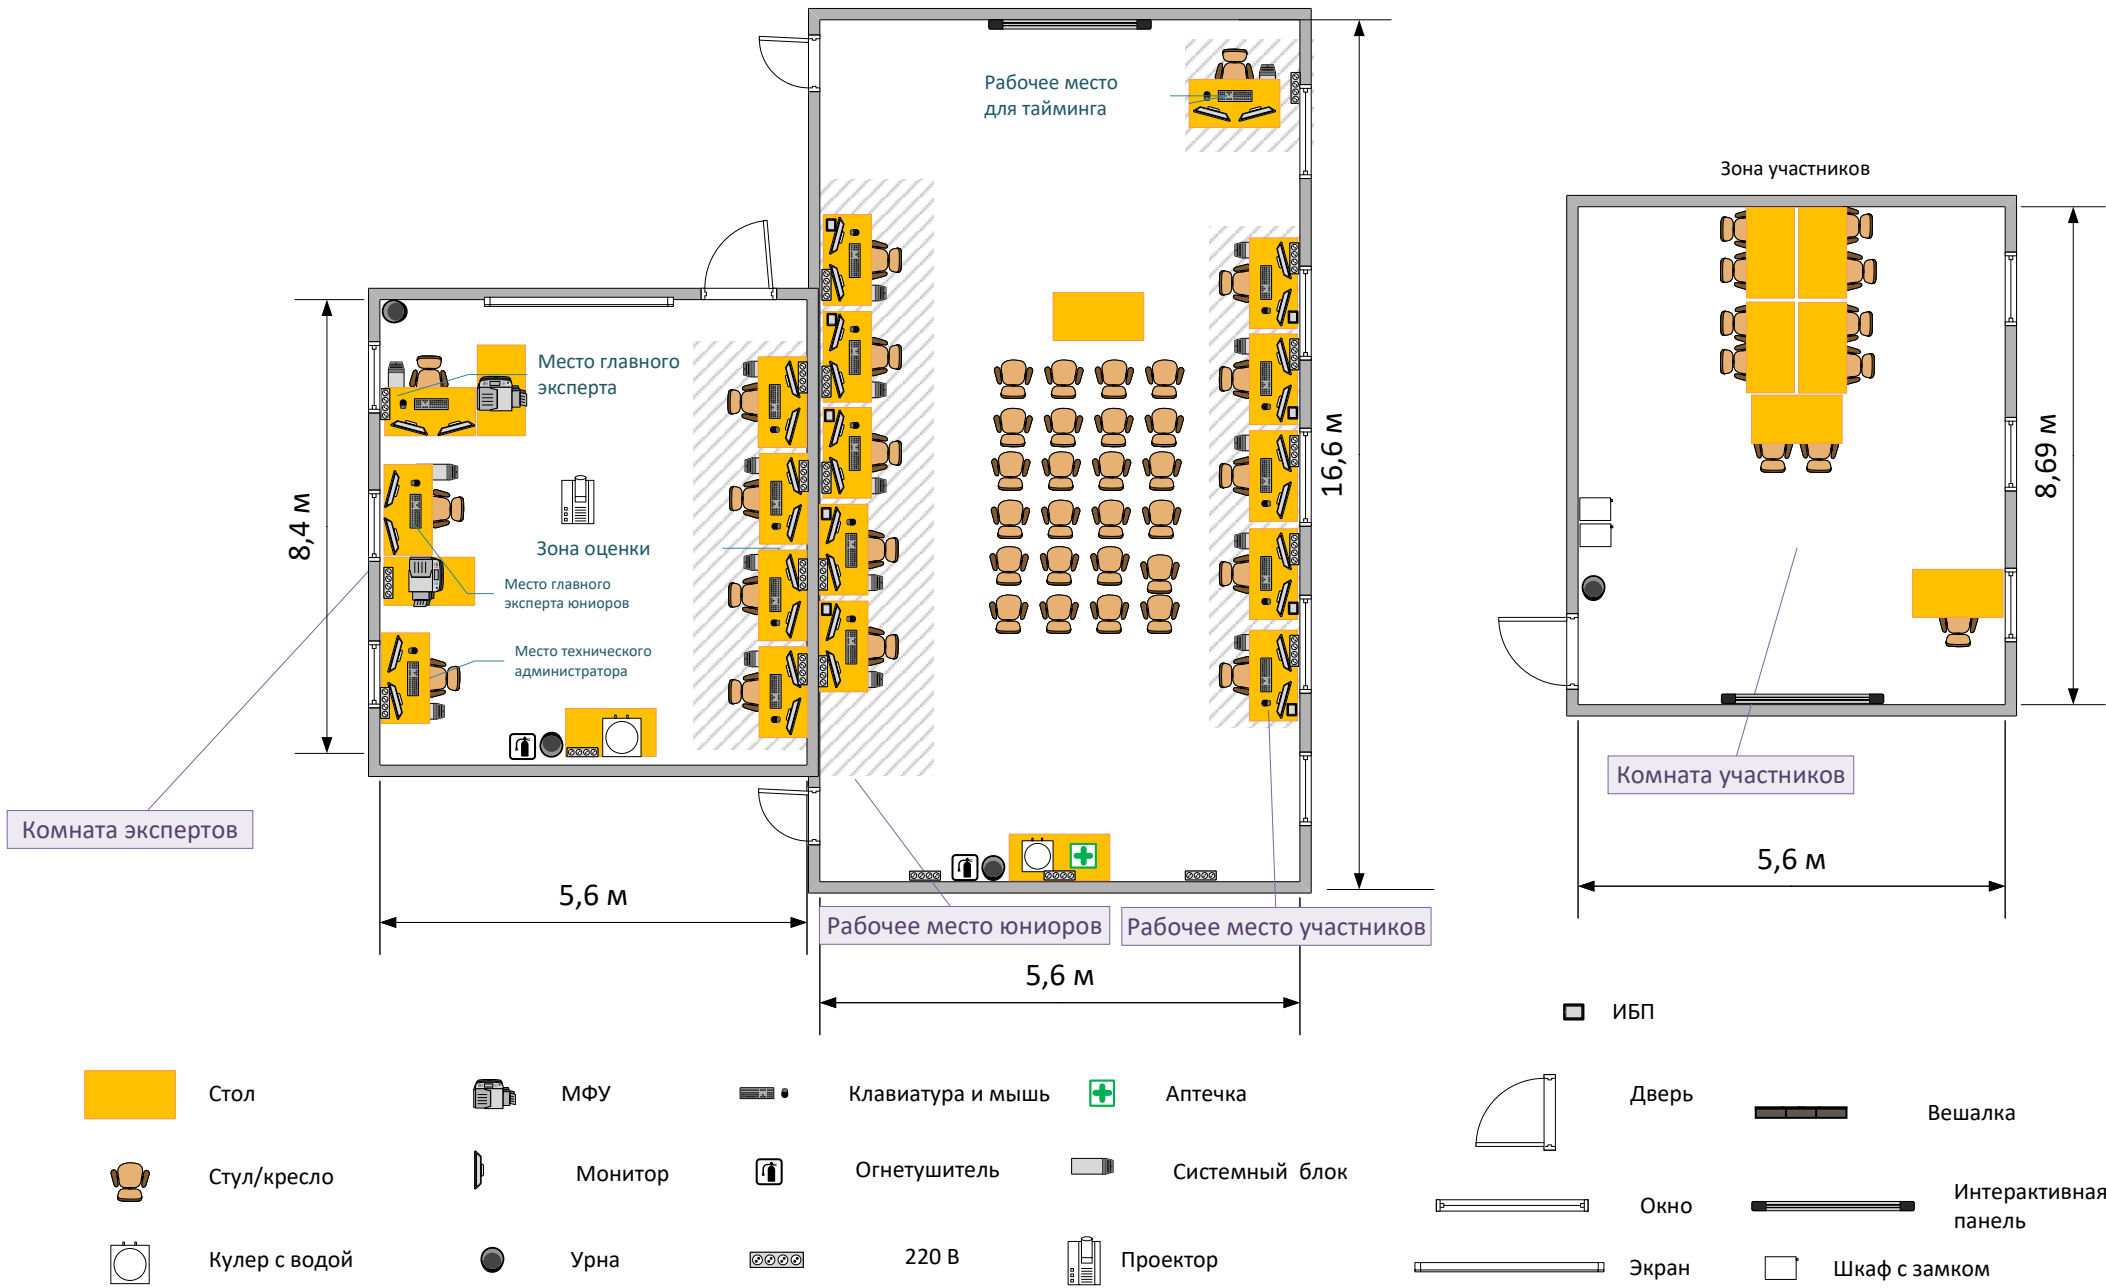 Рабочее место
для тайминга
Зона участников
Место главного
эксперта
Зона оценки
Место главного
эксперта юниоров
Место технического
администратора
8,4 м
16,6 м
8,69 м
Комната экспертов
Комната участников
5,6 м
5,6 м
Рабочее место юниоров
Рабочее место участников
5,6 м
ИБП
Стол
МФУ
Клавиатура и мышь
Аптечка
Дверь
Вешалка
Стул/кресло
Монитор
Огнетушитель
Системный блок
Окно
Интерактивная
панель
Кулер с водой
Урна
220 В
Проектор
Экран
Шкаф с замком